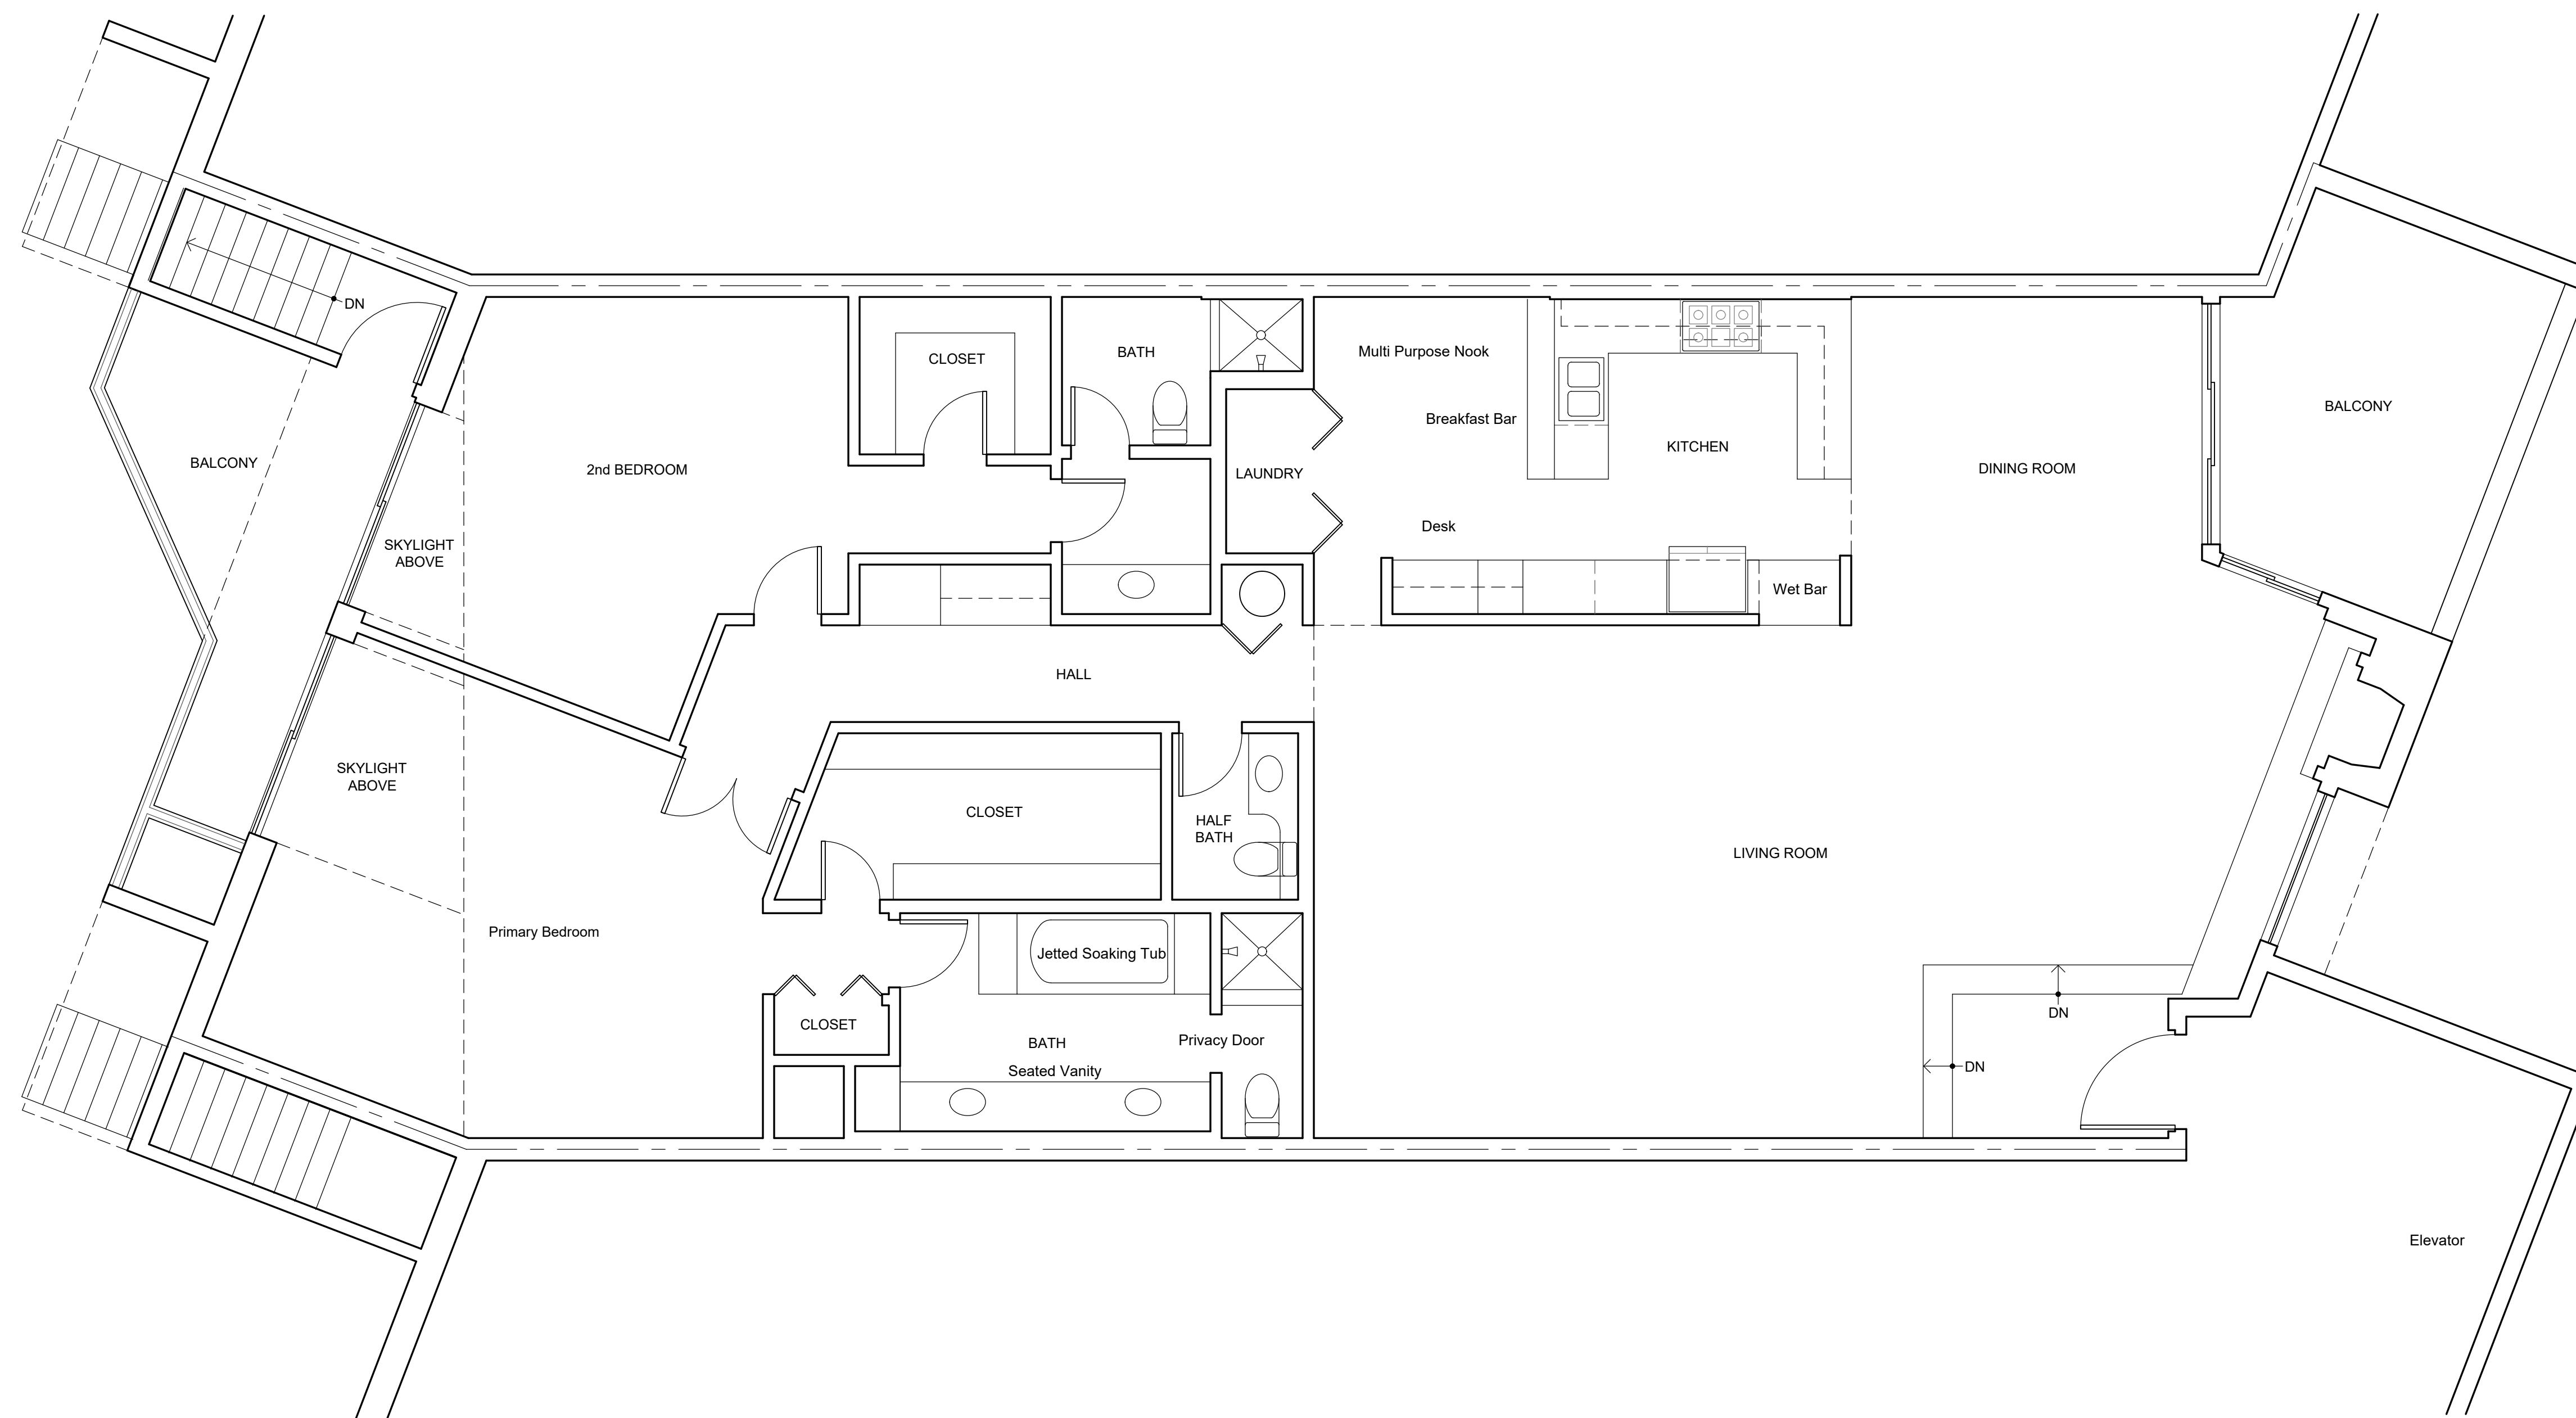 DN
BALCONY
SKYLIGHT
ABOVE
2nd BEDROOM
CLOSET
BATH
LAUNDRY
Multi Purpose Nook
Breakfast Bar
Desk
KITCHEN
Wet Bar
DINING ROOM
BALCONY
HALL
SKYLIGHT
ABOVE
Primary Bedroom
CLOSET
HALF
BATH
LIVING ROOM
Jetted Soaking Tub
CLOSET
BATH
Seated Vanity
Privacy Door
DN
DN
Elevator